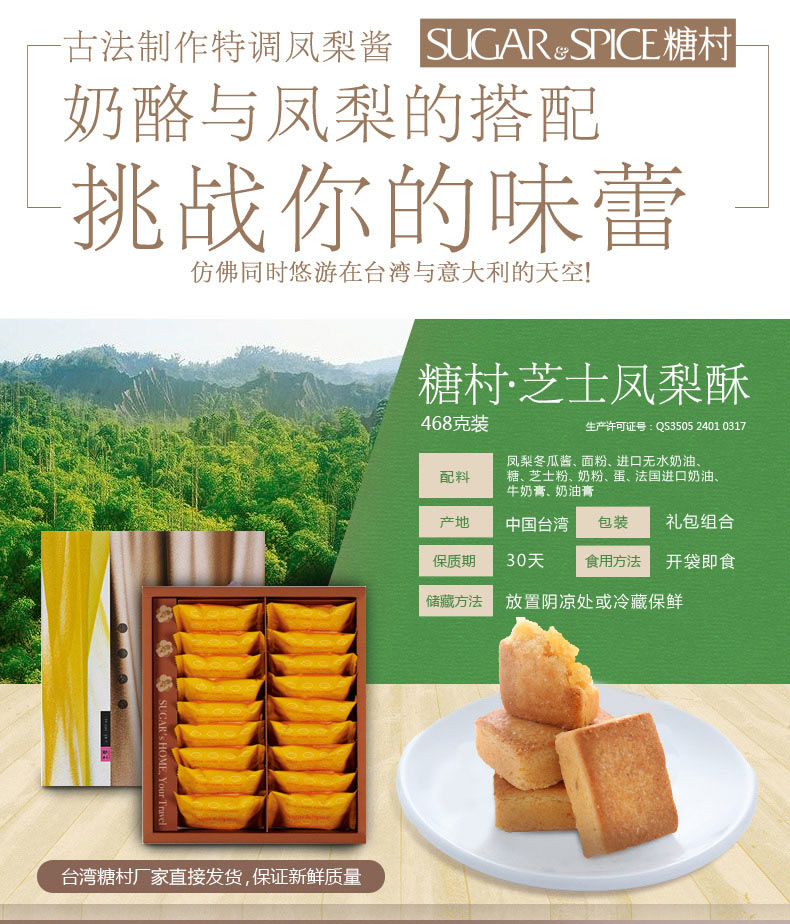 古法制作特调凤梨酱
SUGAR & SPICE 糖村
奶酪与凤梨的搭配
挑战你的味蕾
仿佛同时悠游在台湾与意大利的天空!
糖村·芝士凤梨酥
468克装
生产许可证号：QS3505 2401 0317
配料
凤梨冬瓜酱、面粉、进口无水奶油、
糖、芝士粉、奶粉、蛋、法国进口奶油、
牛奶膏、奶油膏
产地 中国台湾 包装 礼包组合
保质期 30天 食用方法 开袋即食
储藏方法 放置阴凉处或冷藏保鲜
SUGAR's HOME, Your Travel
Sugar&Spice
台湾糖村厂家直接发货,保证新鲜质量